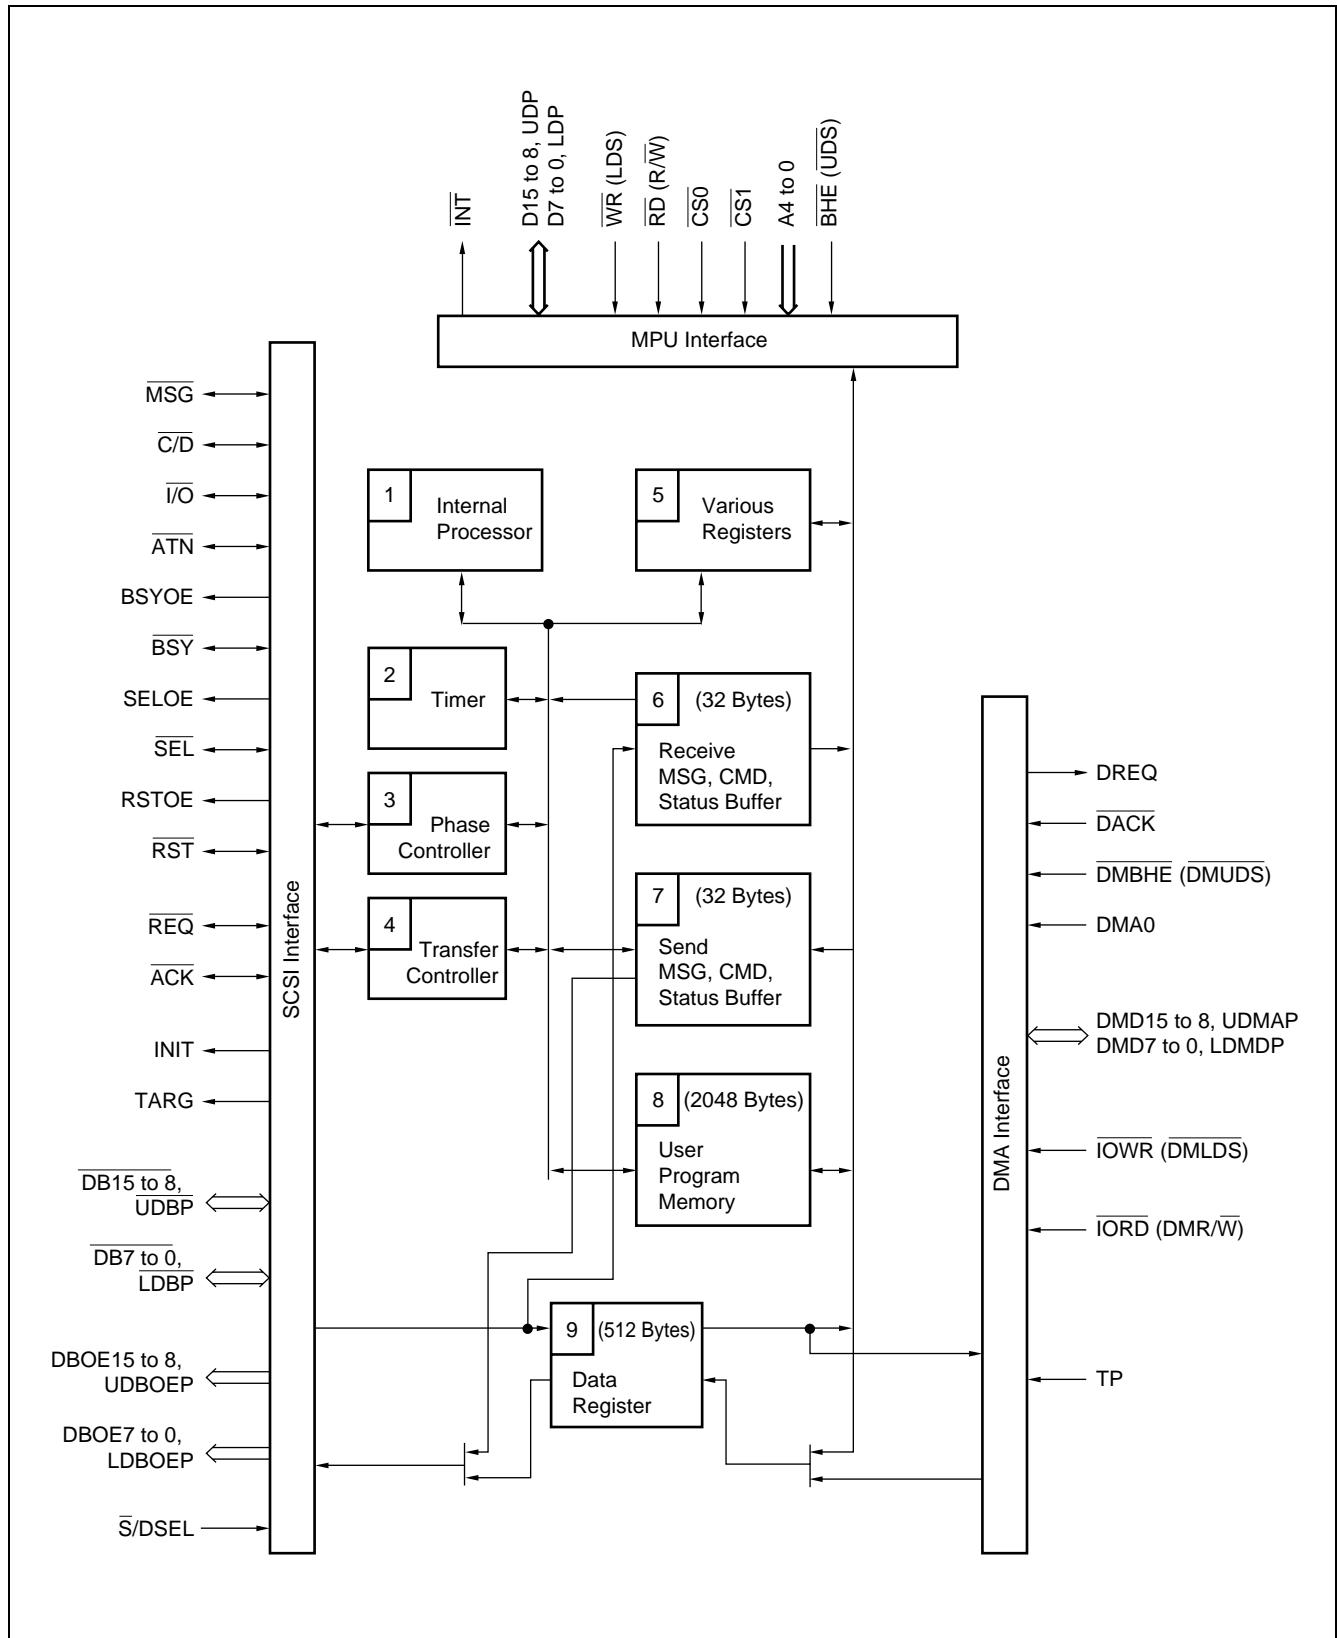 INT
D15 to 8, UDP
D7 to 0, LDP
WR (LDS)
RD (R/W)
CS0
CS1
A4 to 0
BHE (UDS)
MPU Interface
SCSI Interface
MSG
C/D
I/O
ATN
BSYOE
BSY
SELOE
SEL
RSTOE
RST
REQ
ACK
INIT
TARG
DB15 to 8,
UDBP
DB7 to 0,
LDBP
DBOE15 to 8,
UDBOEP
DBOE7 to 0,
LDBOEP
S/DSEL
1
Internal
Processor
2
Timer
3
Phase
Controller
4
Transfer
Controller
5
Various
Registers
6 (32 Bytes)
Receive
MSG, CMD,
Status Buffer
7 (32 Bytes)
Send
MSG, CMD,
Status Buffer
8 (2048 Bytes)
User
Program
Memory
9 (512 Bytes)
Data
Register
DMA Interface
DREQ
DACK
DMBHE (DMUDS)
DMA0
DMD15 to 8, UDMAP
DMD7 to 0, LDMDP
IOWR (DMLDS)
IORD (DMR/W)
TP